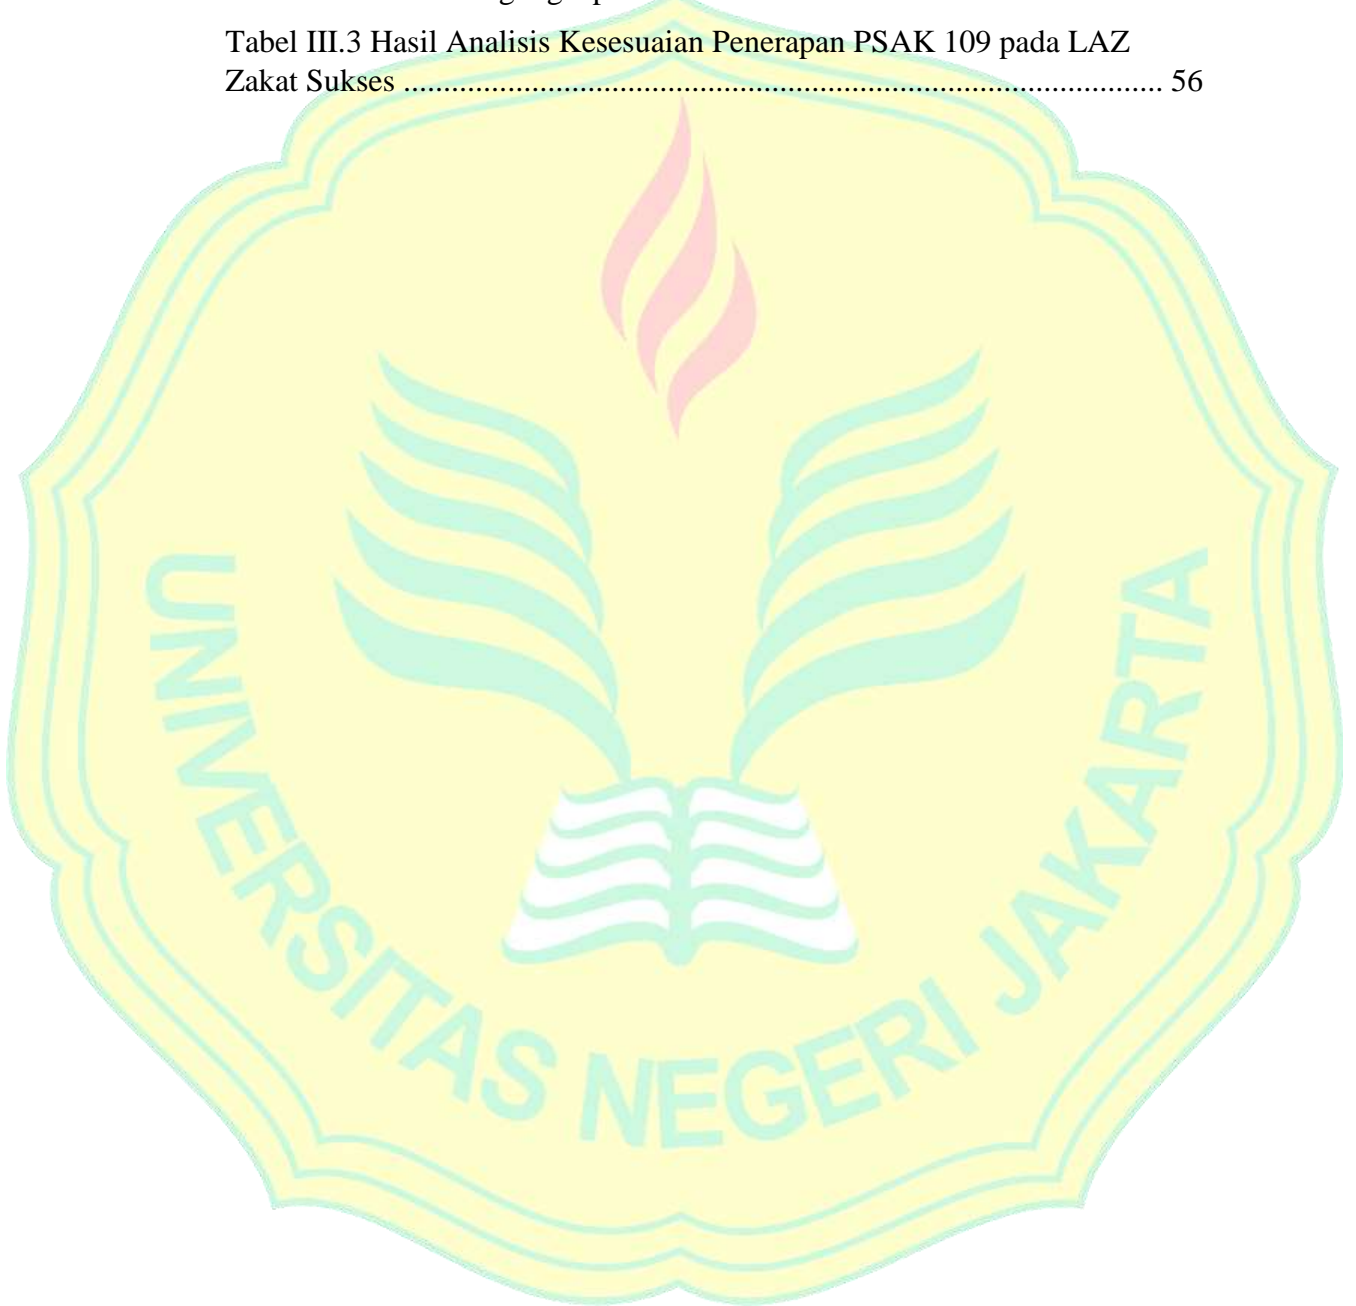 Tabel III.3 Hasil Analisis Kesesuaian Penerapan PSAK 109 pada LAZ
Zakat Sukses ................................................................................................. 56
UNIVERSITAS NEGERI JAKARTA